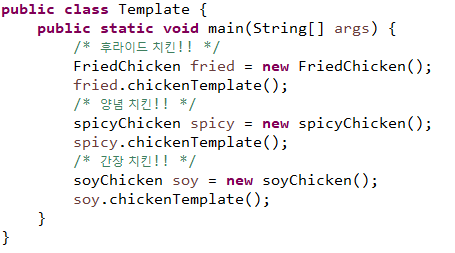 public class Template {
public static void main(String[] args) {
/* 후라이드 치킨!! */
FriedChicken fried = new FriedChicken();
fried.chickenTemplate();
/* 양념 치킨!! */
spicyChicken spicy = new spicyChicken();
spicy.chickenTemplate();
/* 간장 치킨!! */
soyChicken soy = new soyChicken();
soy.chickenTemplate();
}
}